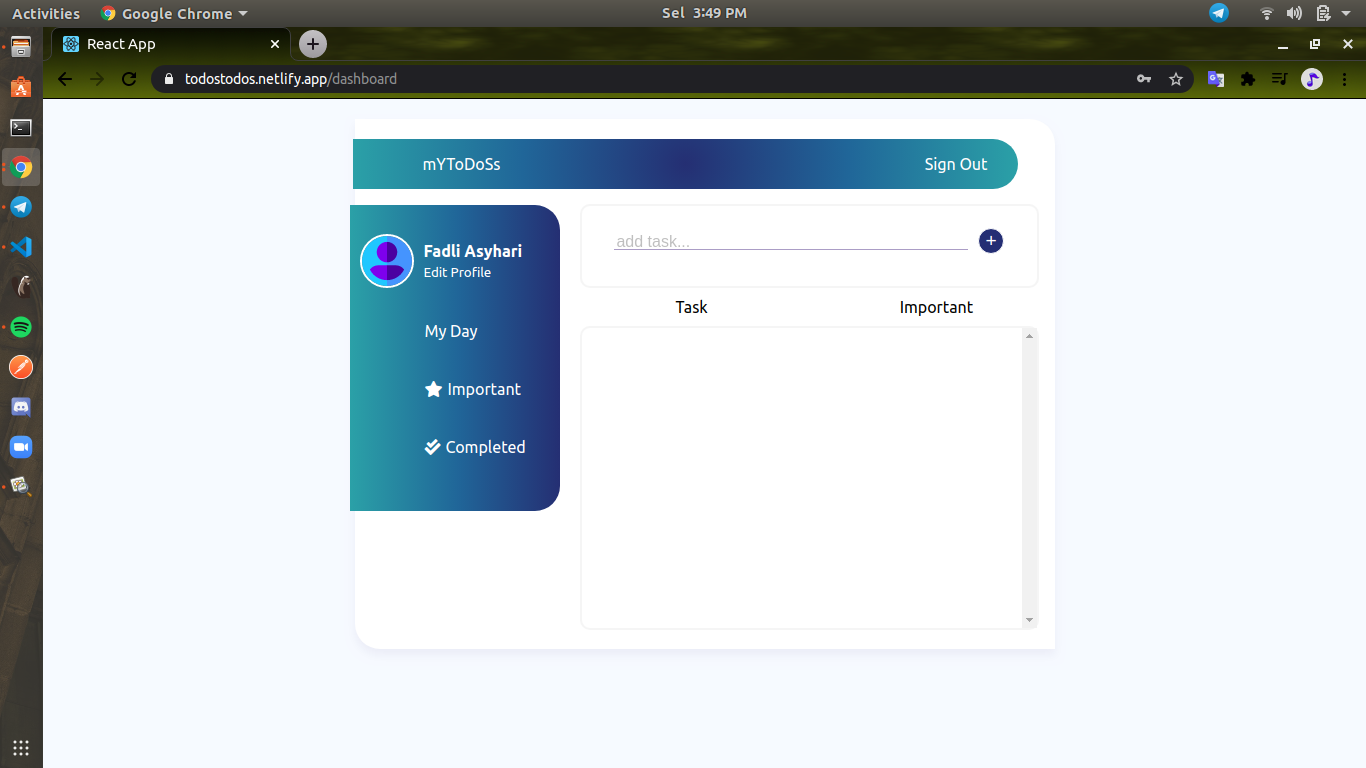 Activities Google Chrome Sel 3:49 PM
React App
todostodos.netlify.app/dashboard
mYToDoSs Sign Out
Fadli Asyhari
Edit Profile
My Day
Important
Completed
add task...
Task Important